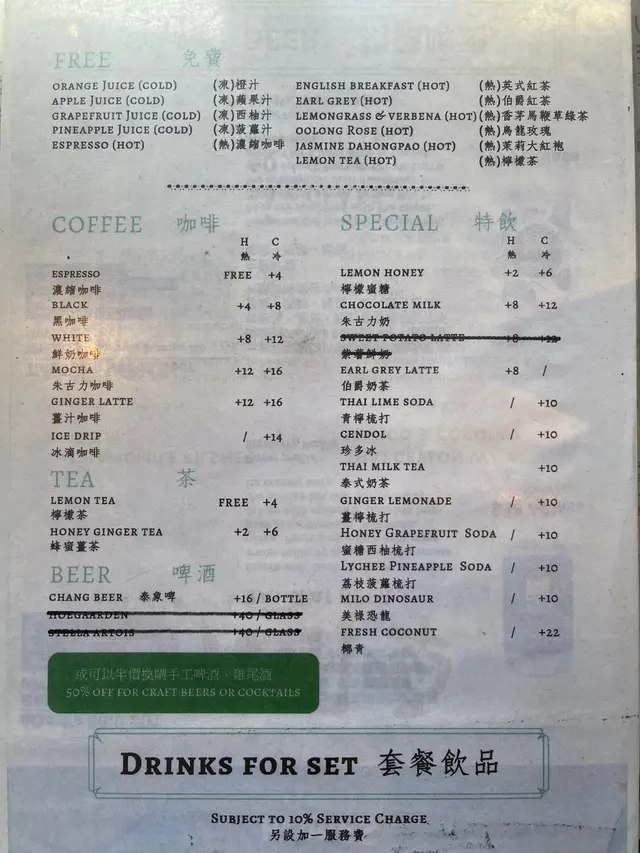 FREE 免費
ORANGE JUICE (COLD) (凍)橙汁
APPLE JUICE (COLD) (凍)蘋果汁
GRAPEFRUIT JUICE (COLD) (凍)西柚汁
PINEAPPLE JUICE (COLD) (凍)菠蘿汁
ESPRESSO (HOT) (熱)濃縮咖啡
ENGLISH BREAKFAST (HOT) (熱)英式紅茶
EARL GREY (HOT) (熱)伯爵紅茶
LEMONGRASS & VERBENA (HOT) (熱)香茅馬鞭草綠茶
OOLONG ROSE (HOT) (熱)烏龍玫瑰
JASMINE DAHONGPAO (HOT) (熱)茉莉大紅袍
LEMON TEA (HOT) (熱)檸檬茶
COFFEE 咖啡
H C
熱 冷
ESPRESSO FREE +4
濃縮咖啡
BLACK +4 +8
黑咖啡
WHITE +8 +12
鮮奶咖啡
MOCHA +12 +16
朱古力咖啡
GINGER LATTE +12 +16
薑汁咖啡
ICE DRIP / +14
冰滴咖啡
TEA 茶
LEMON TEA FREE +4
檸檬茶
HONEY GINGER TEA +2 +6
蜂蜜薑茶
BEER 啤酒
CHANG BEER 泰象啤 +16 / BOTTLE
HOEGAARDEN +40 / GLASS
STELLA ARTOIS +40 / GLASS
或可以半價換購手工啤酒、雞尾酒
50% OFF FOR CRAFT BEERS OR COCKTAILS
SPECIAL 特飲
H C
熱 冷
LEMON HONEY +2 +6
檸檬蜜糖
CHOCOLATE MILK +8 +12
朱古力奶
SWEET POTATO LATTE +8 +12
紫薯鮮奶
EARL GREY LATTE +8 /
伯爵奶茶
THAI LIME SODA / +10
青檸梳打
CENDOL / +10
珍多冰
THAI MILK TEA +10
泰式奶茶
GINGER LEMONADE / +10
薑檸梳打
HONEY GRAPEFRUIT SODA / +10
蜜糖西柚梳打
LYCHEE PINEAPPLE SODA / +10
荔枝菠蘿梳打
MILO DINOSAUR / +10
美祿恐龍
FRESH COCONUT / +22
椰青
DRINKS FOR SET 套餐飲品
SUBJECT TO 10% SERVICE CHARGE
另設加一服務費